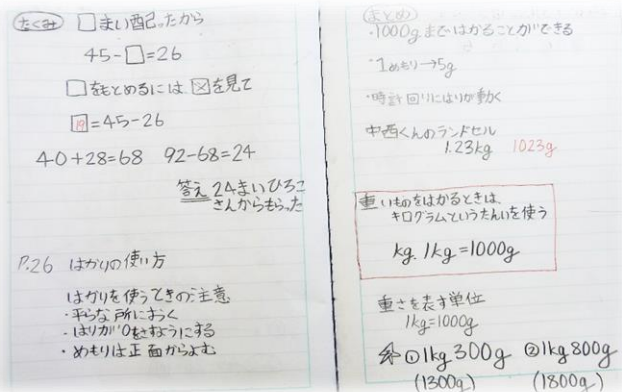 たくみ □まい配ったから
45-□=26
□をもとめるには、図を見て
19=45-26
40+28=68 92-68=24
答え 24まいひろこ
さんからもらった
P.26 はかりの使い方
はかりを使うときの注意
・平らな所におく
・はりが0をさすようにする
・めもりは正面からよむ
まとめ
・1000gまではかることができる
・1めもり→5g
・時計回りにはりが動く
中西くんのランドセル
1.23kg 1023g
重いものをはかるときは、
キログラムというたんいを使う
kg. 1kg=1000g
重さを表す単位
1kg=1000g
①1kg300g ②1kg800g
(1300g) (1800g)